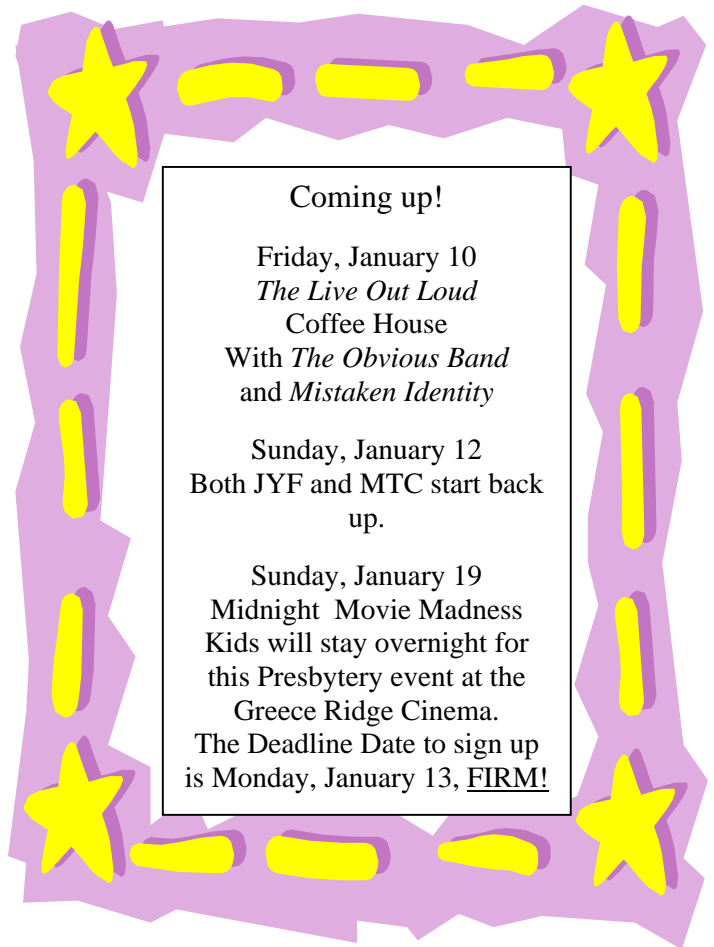 Coming up!
Friday, January 10
The Live Out Loud
Coffee House
With The Obvious Band
and Mistaken Identity
Sunday, January 12
Both JYF and MTC start back
up.
Sunday, January 19
Midnight  Movie Madness
Kids will stay overnight for
this Presbytery event at the
Greece Ridge Cinema.
The Deadline Date to sign up
is Monday, January 13, FIRM!